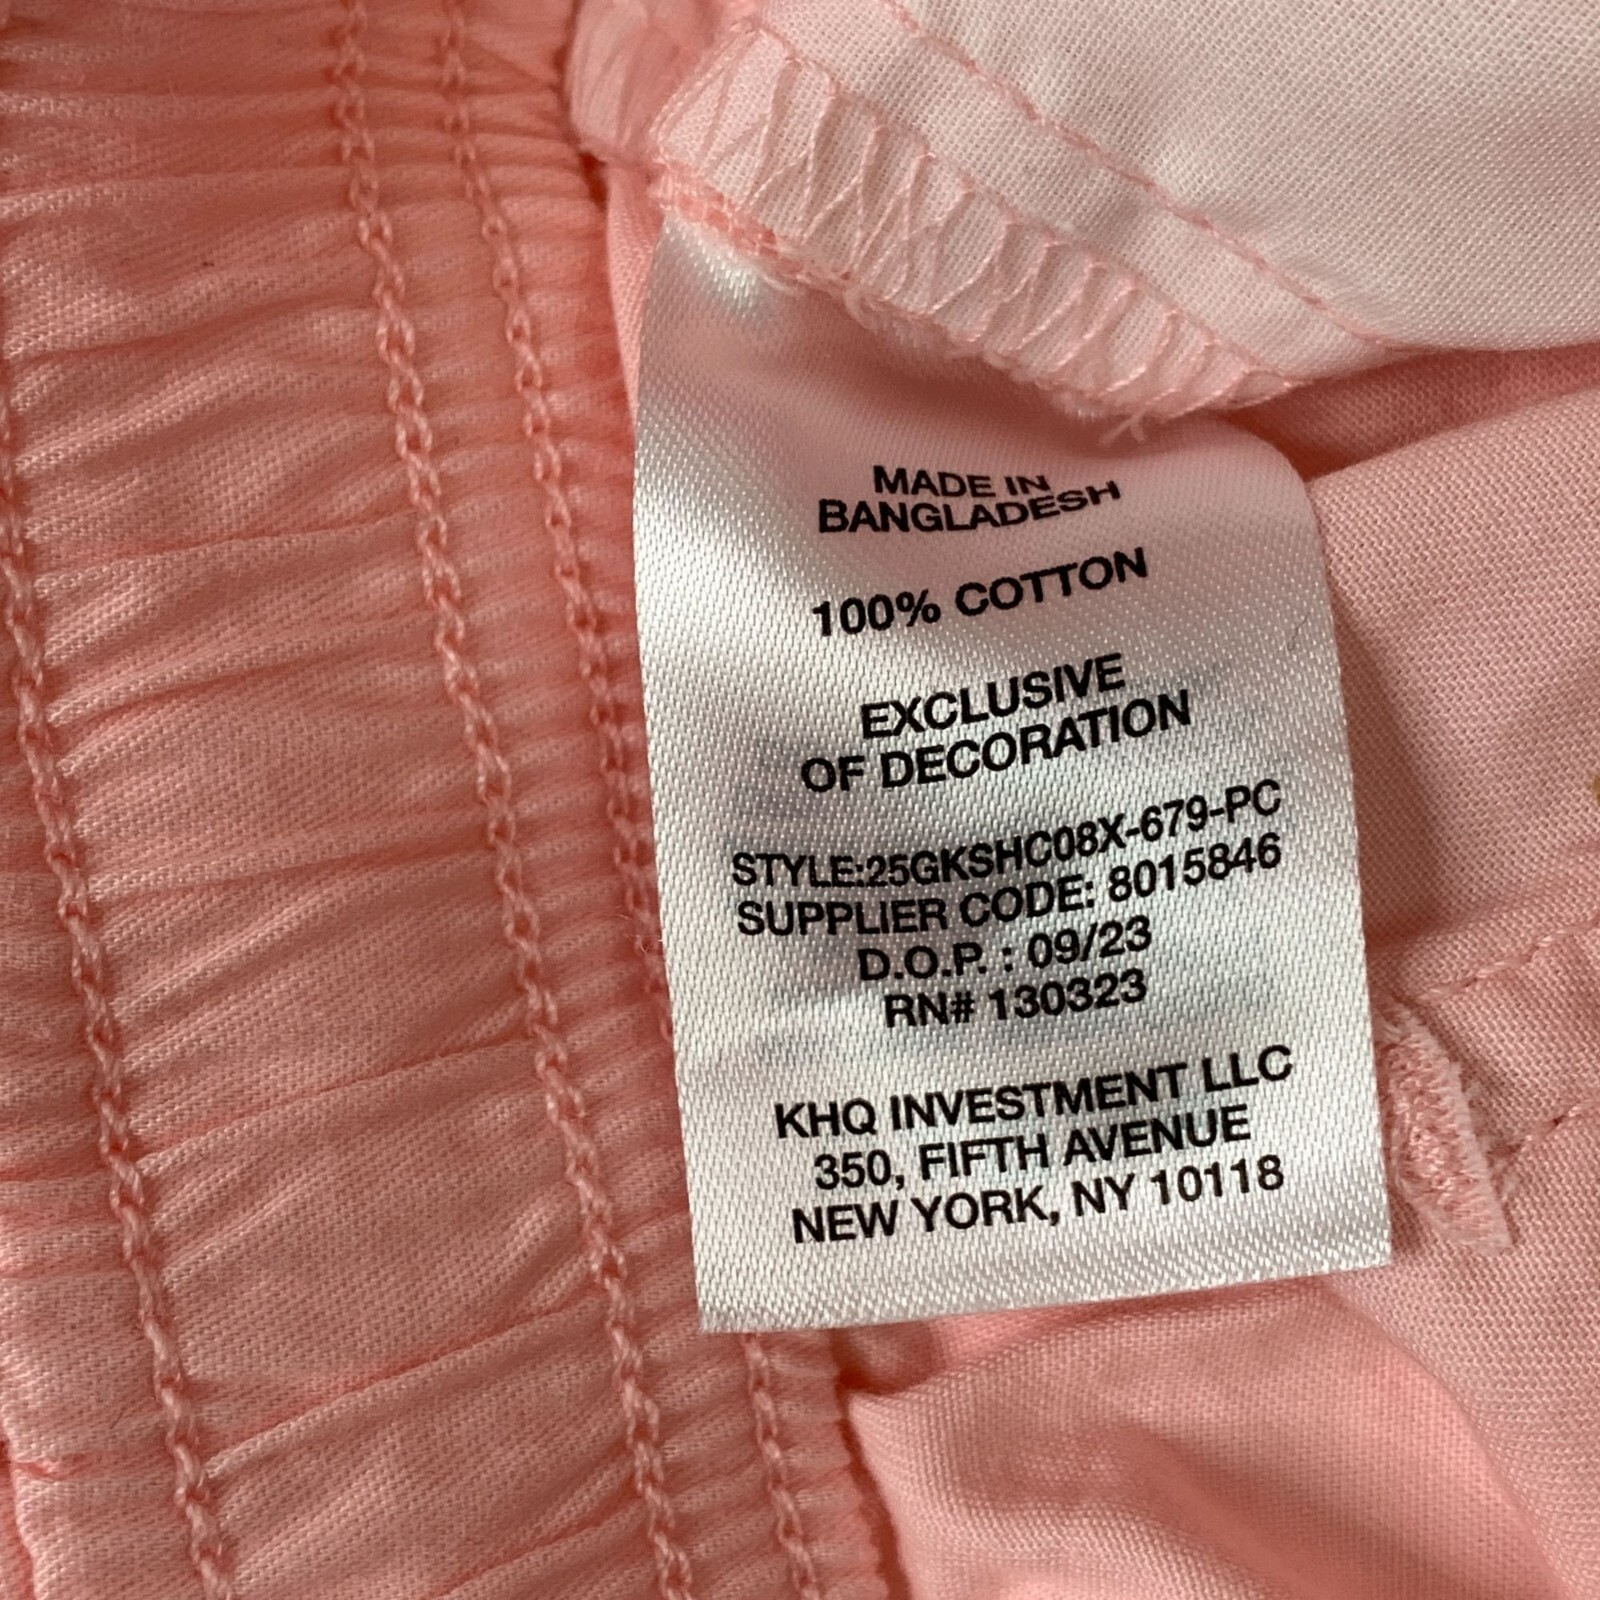 MADE IN
BANGLADESH
100% COTTON
EXCLUSIVE
OF DECORATION
STYLE:25GKSHC08X-679-PC
SUPPLIER CODE: 8015846
D.O.P. : 09/23
RN# 130323
KHQ INVESTMENT LLC
350, FIFTH AVENUE
NEW YORK, NY 10118